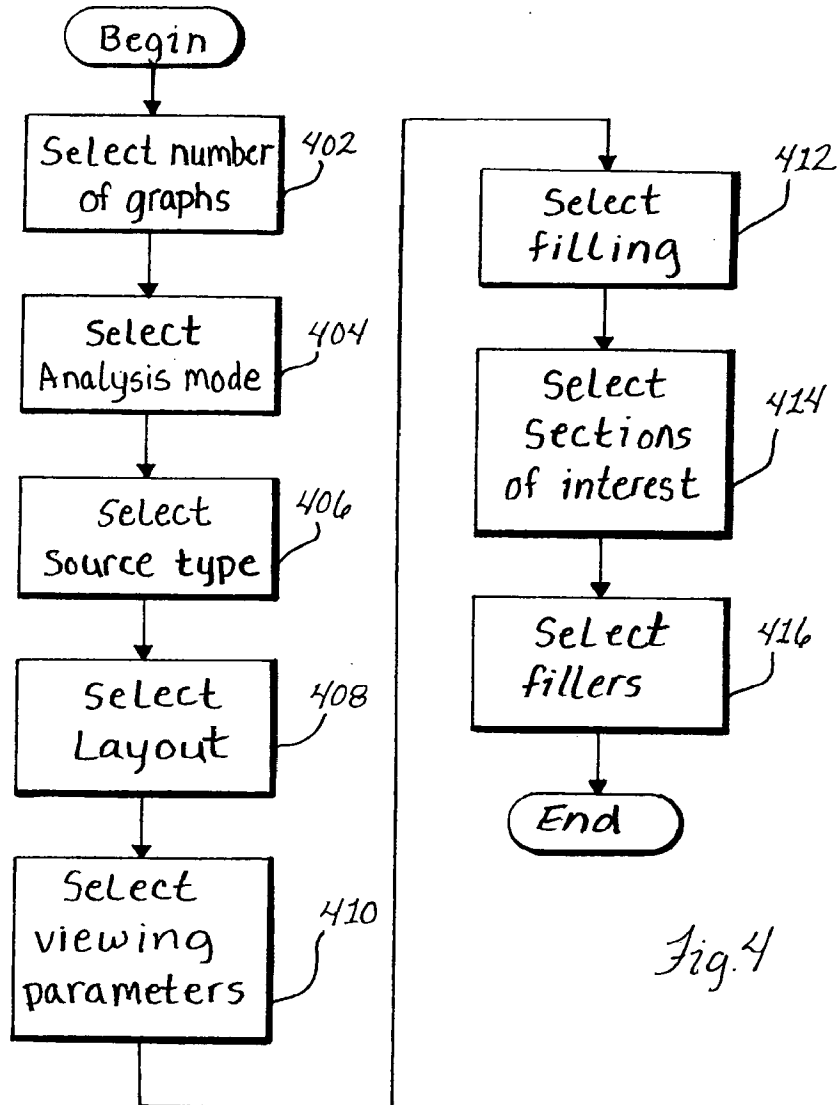 Begin
Select number
of graphs
402
Select
Analysis mode
404
Select
Source type
406
Select
Layout
408
Select
viewing
parameters
410
Select
filling
412
Select
Sections
of interest
414
Select
fillers
416
End
Fig. 4